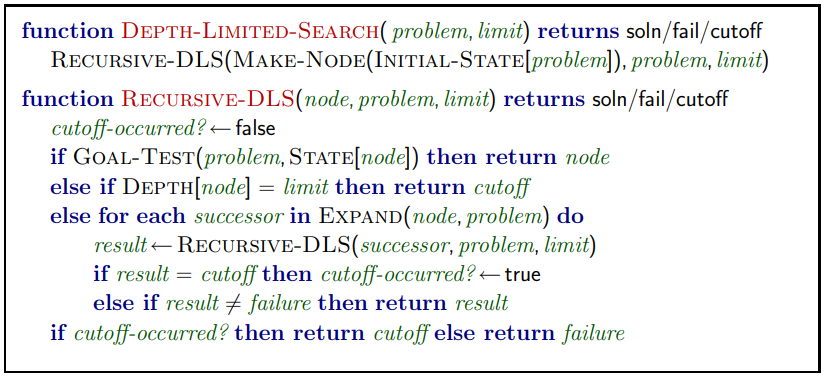 function DEPTH-LIMITED-SEARCH( problem, limit) returns soln/fail/cutoff
RECURSIVE-DLS(MAKE-NODE(INITIAL-STATE[problem]), problem, limit)
function RECURSIVE-DLS(node, problem, limit) returns soln/fail/cutoff
cutoff-occurred? ← false
if GOAL-TEST(problem, STATE[node]) then return node
else if DEPTH[node] = limit then return cutoff
else for each successor in EXPAND(node, problem) do
result ← RECURSIVE-DLS(successor, problem, limit)
if result = cutoff then cutoff-occurred? ← true
else if result ≠ failure then return result
if cutoff-occurred? then return cutoff else return failure